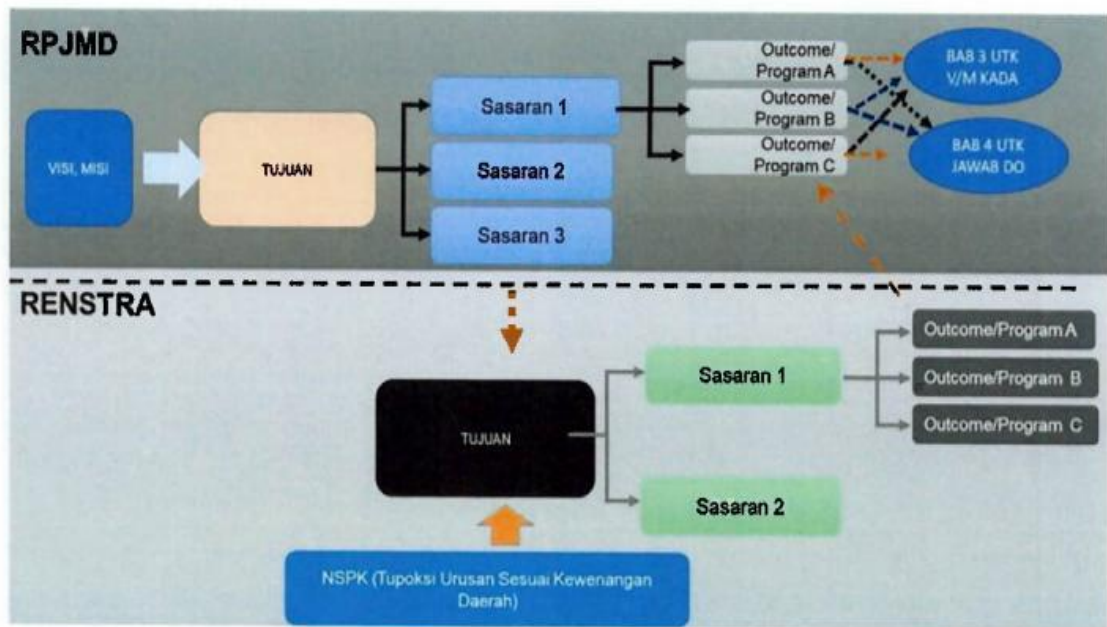 RPJMD
VISI, MISI
TUJUAN
Sasaran 1
Sasaran 2
Sasaran 3
Outcome/
Program A
Outcome/
Program B
Outcome/
Program C
BAB 3 UTK
V/M KADA
BAB 4 UTK
JAWAB DO
RENSTRA
TUJUAN
Sasaran 1
Sasaran 2
Outcome/Program A
Outcome/Program B
Outcome/Program C
NSPK (Tupoksi Urusan Sesuai Kewenangan
Daerah)